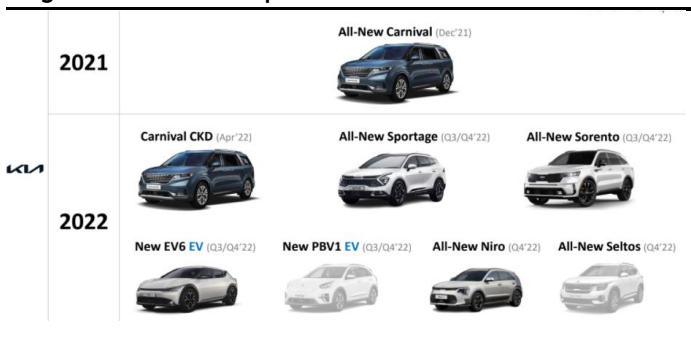 2021
All-New Carnival (Dec'21)
KIA
2022
Carnival CKD (Apr'22)
All-New Sportage (Q3/Q4'22)
All-New Sorento (Q3/Q4'22)
New EV6 EV (Q3/Q4'22)
New PBV1 EV (Q3/Q4'22)
All-New Niro (Q4'22)
All-New Seltos (Q4'22)